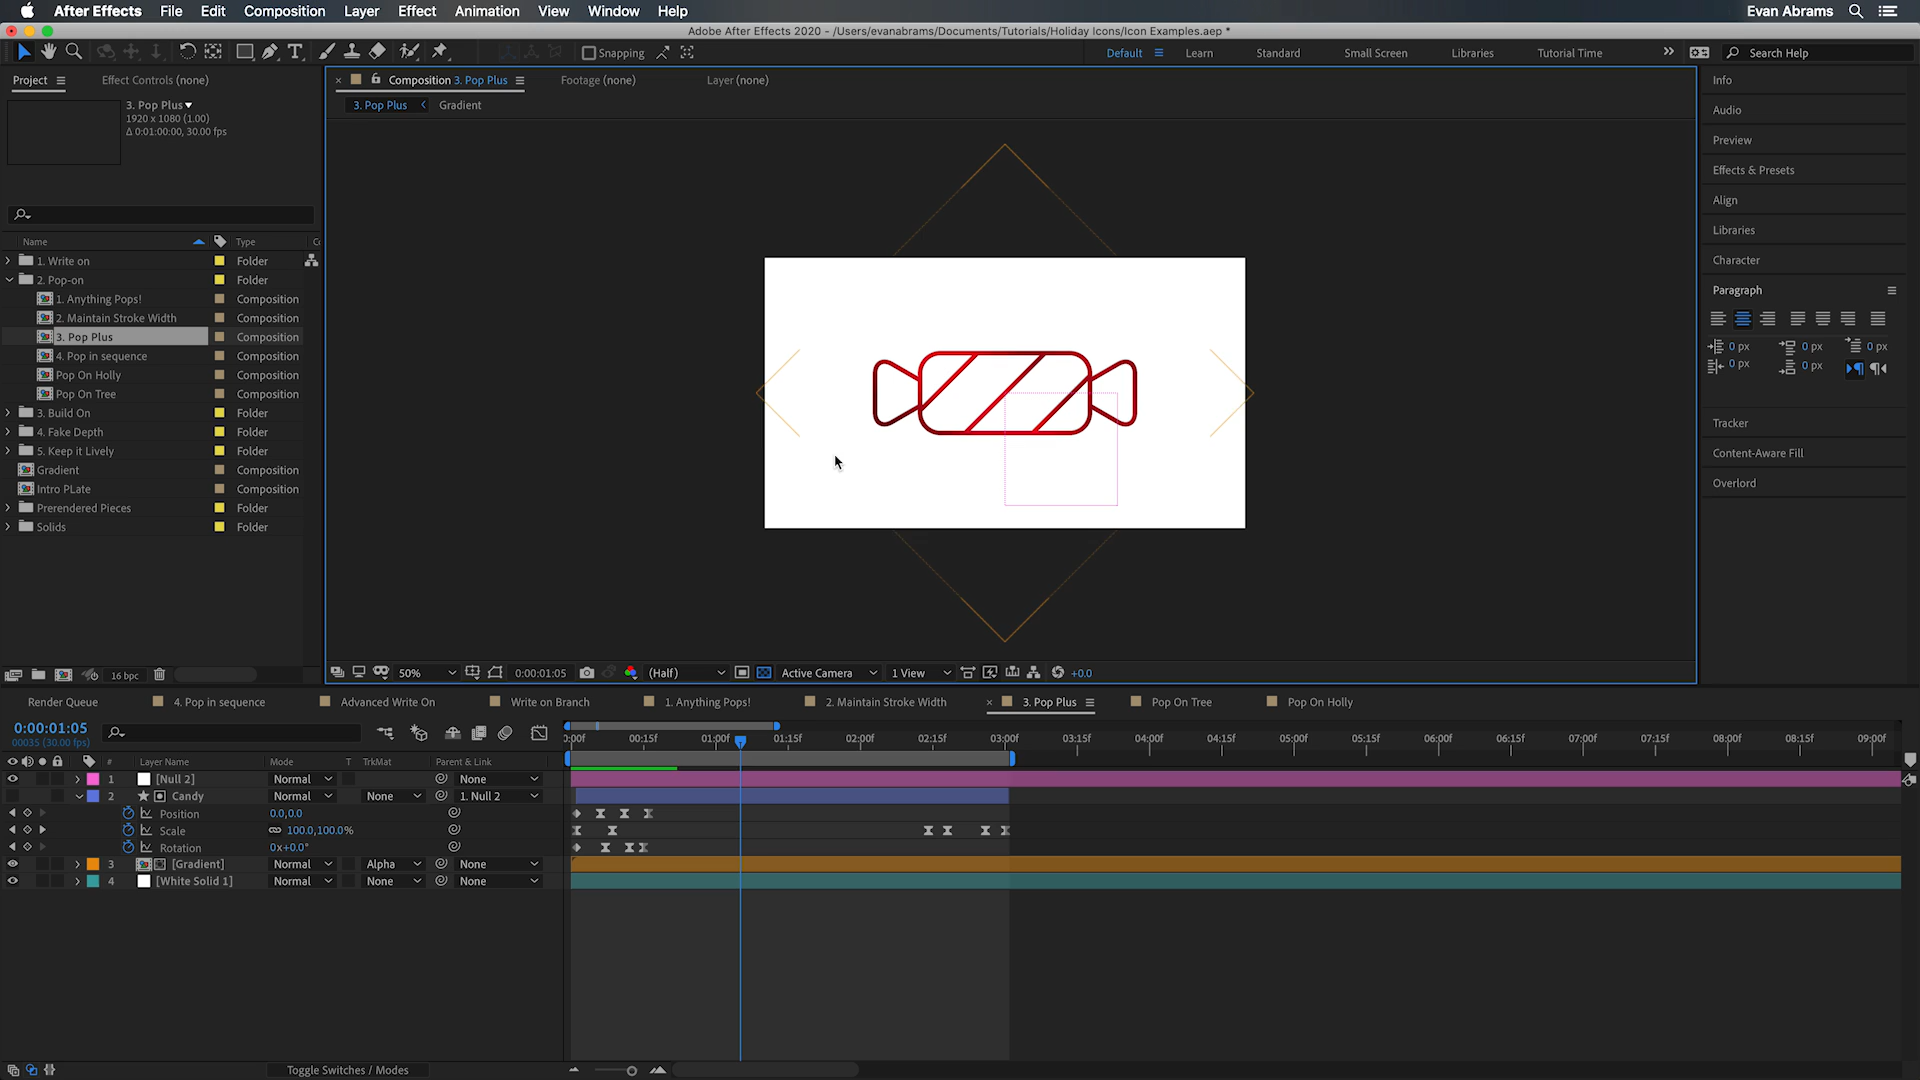 After Effects File Edit Composition Layer Effect Animation View Window Help Evan Abrams
Adobe After Effects 2020 - /Users/evanabrams/Documents/Tutorials/Holiday Icons/Icon Examples.aep *
Snapping Default Learn Standard Small Screen Libraries Tutorial Time Search Help
Project Effect Controls (none) Composition 3. Pop Plus Footage (none) Layer (none)
3. Pop Plus Gradient
3. Pop Plus
1920 x 1080 (1.00)
Δ 0:01:00:00, 30.00 fps
Name Type
1. Write on Folder
2. Pop-on Folder
1. Anything Pops! Composition
2. Maintain Stroke Width Composition
3. Pop Plus Composition
4. Pop in sequence Composition
Pop On Holly Composition
Pop On Tree Composition
3. Build On Folder
4. Fake Depth Folder
5. Keep it Lively Folder
Gradient Composition
Intro PLate Composition
Prerendered Pieces Folder
Solids Folder
16 bpc
50% 0:00:01:05 (Half) Active Camera 1 View +0.0
Info
Audio
Preview
Effects & Presets
Align
Libraries
Character
Paragraph
0 px 0 px 0 px
0 px 0 px
Tracker
Content-Aware Fill
Overlord
Render Queue 4. Pop in sequence Advanced Write On Write on Branch 1. Anything Pops! 2. Maintain Stroke Width 3. Pop Plus Pop On Tree Pop On Holly
0:00:01:05
00035 (30.00 fps)
:00f 00:15f 01:00f 01:15f 02:00f 02:15f 03:00f 03:15f 04:00f 04:15f 05:00f 05:15f 06:00f 06:15f 07:00f 07:15f 08:00f 08:15f 09:00f
# Layer Name Mode T TrkMat Parent & Link
1 [Null 2] Normal None
2 Candy Normal None 1. Null 2
Position 0.0,0.0
Scale 100.0,100.0%
Rotation 0x+0.0°
3 [Gradient] Normal Alpha None
4 [White Solid 1] Normal None None
Toggle Switches / Modes